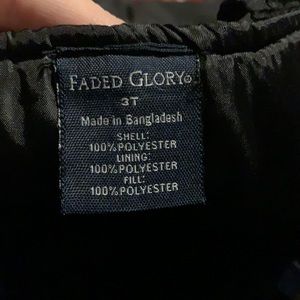 FADED GLORY®
3T
Made in Bangladesh
SHELL:
100% POLYESTER
LINING:
100% POLYESTER
FILL:
100% POLYESTER